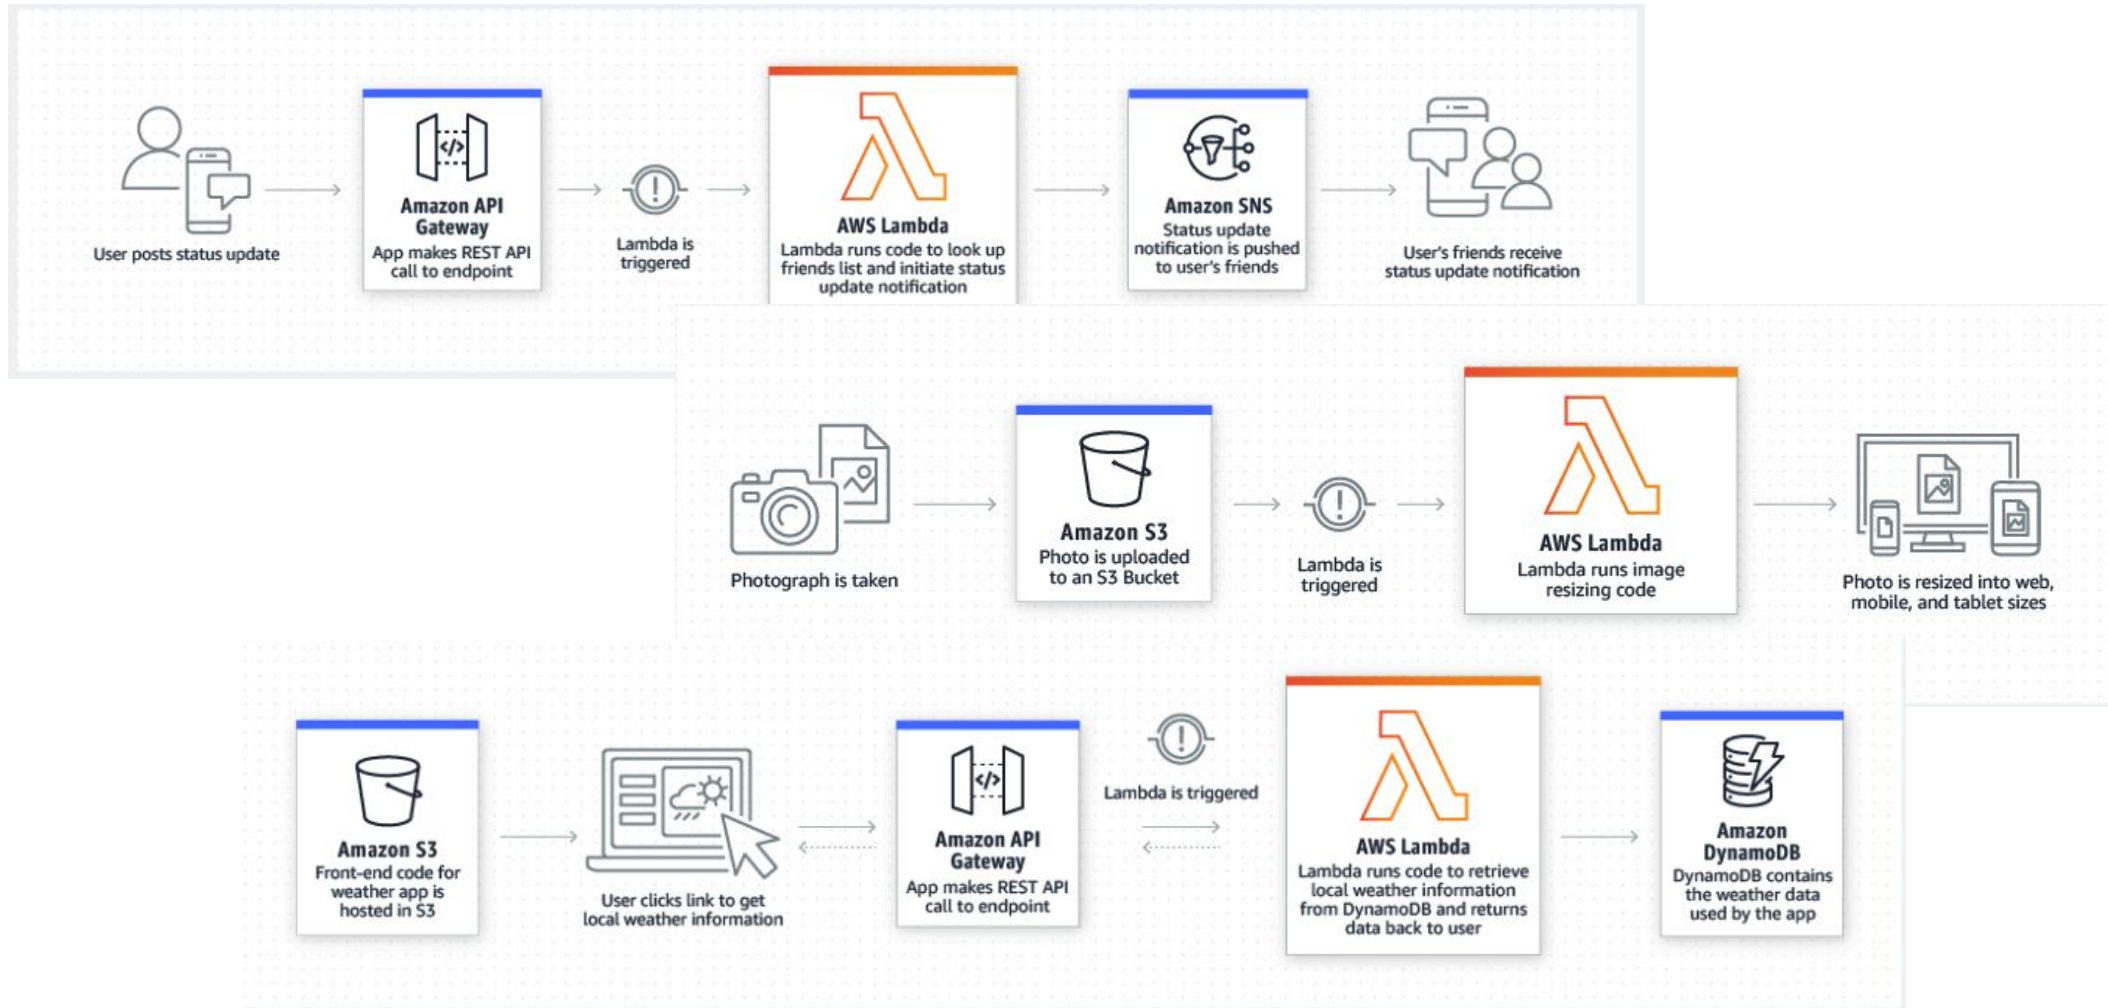 User posts status update
Amazon API
Gateway
App makes REST API
call to endpoint
Lambda is
triggered
AWS Lambda
Lambda runs code to look up
friends list and initiate status
update notification
Amazon SNS
Status update
notification is pushed
to user's friends
User's friends receive
status update notification
Photograph is taken
Amazon S3
Photo is uploaded
to an S3 Bucket
Lambda is
triggered
AWS Lambda
Lambda runs image
resizing code
Photo is resized into web,
mobile, and tablet sizes
Amazon S3
Front-end code for
weather app is
hosted in S3
User clicks link to get
local weather information
Amazon API
Gateway
App makes REST API
call to endpoint
Lambda is triggered
AWS Lambda
Lambda runs code to retrieve
local weather information
from DynamoDB and returns
data back to user
Amazon
DynamoDB
DynamoDB contains
the weather data
used by the app